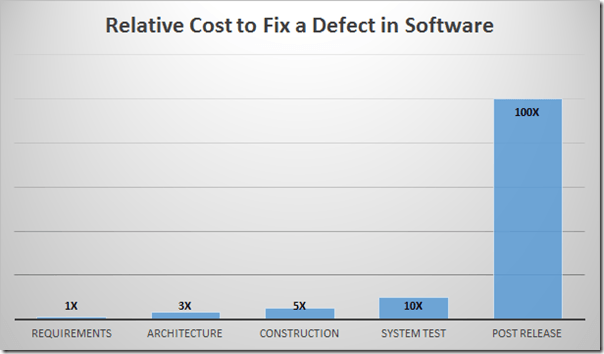 Relative Cost to Fix a Defect in Software
100X
1X
3X
5X
10X
REQUIREMENTS
ARCHITECTURE
CONSTRUCTION
SYSTEM TEST
POST RELEASE